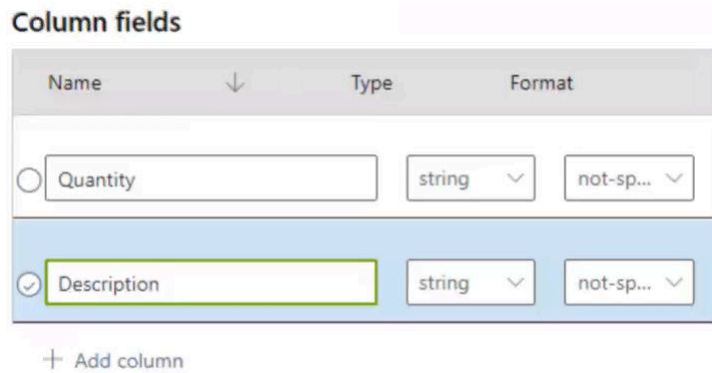 Column fields
Name Type Format
Quantity string not-sp...
Description string not-sp...
Add column